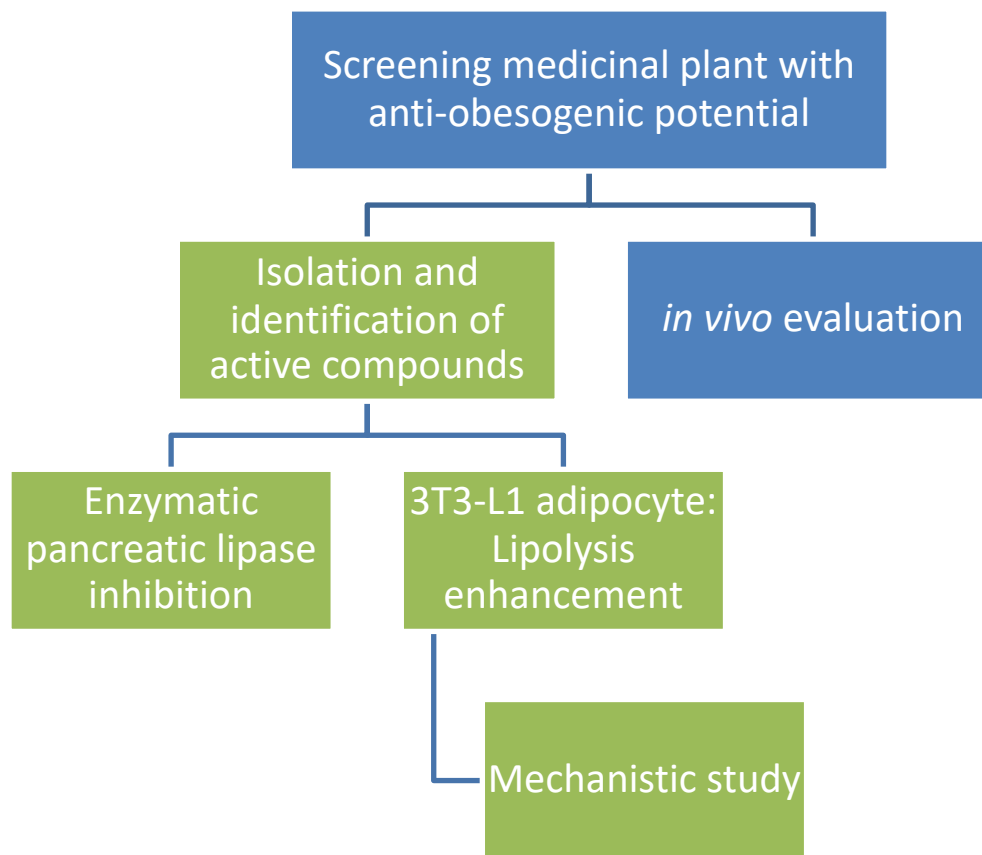 Screening medicinal plant with
anti-obesogenic potential
Isolation and
identification of
active compounds
in vivo evaluation
Enzymatic
pancreatic lipase
inhibition
3T3-L1 adipocyte:
Lipolysis
enhancement
Mechanistic study